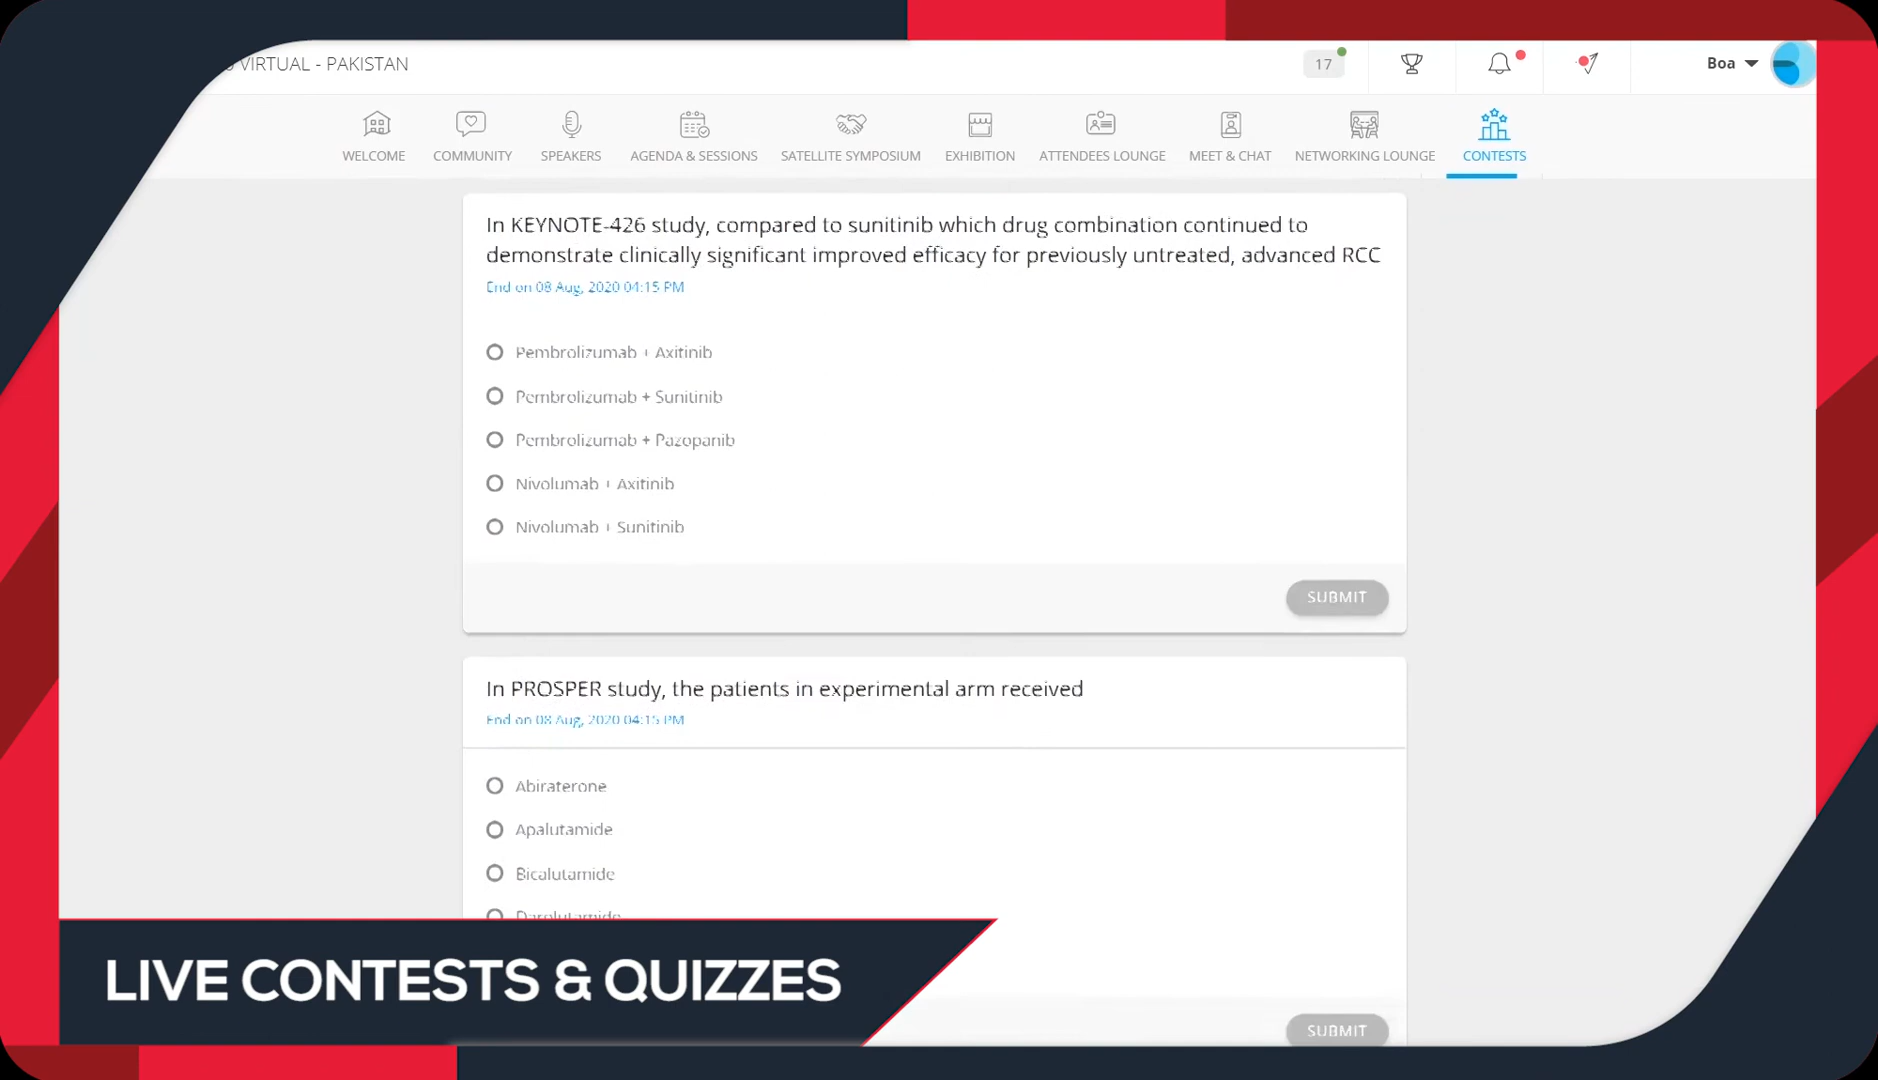 VIRTUAL - PAKISTAN
17
Boa
WELCOME
COMMUNITY
SPEAKERS
AGENDA & SESSIONS
SATELLITE SYMPOSIUM
EXHIBITION
ATTENDEES LOUNGE
MEET & CHAT
NETWORKING LOUNGE
CONTESTS
In KEYNOTE-426 study, compared to sunitinib which drug combination continued to
demonstrate clinically significant improved efficacy for previously untreated, advanced RCC
End on 08 Aug, 2020 04:15 PM
Pembrolizumab + Axitinib
Pembrolizumab + Sunitinib
Pembrolizumab + Pazopanib
Nivolumab + Axitinib
Nivolumab + Sunitinib
SUBMIT
In PROSPER study, the patients in experimental arm received
End on 08 Aug, 2020 04:15 PM
Abiraterone
Apalutamide
Bicalutamide
Darolutamide
LIVE CONTESTS & QUIZZES
SUBMIT